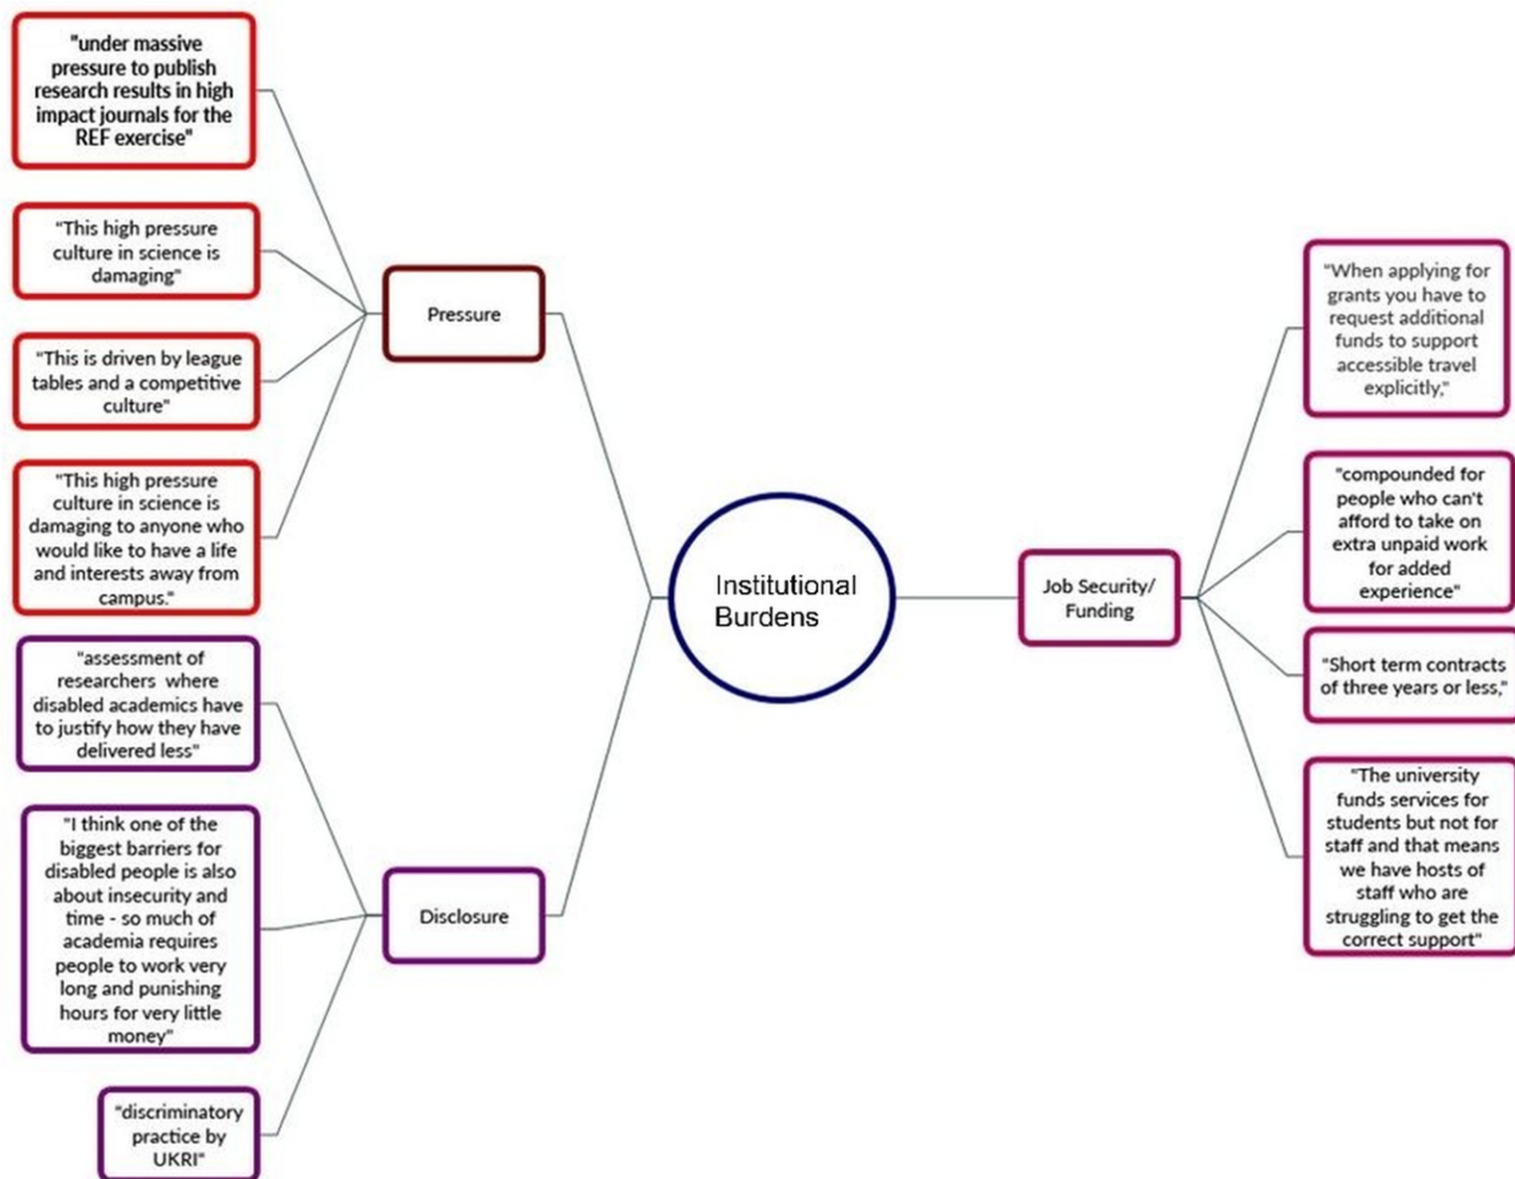 "under massive
pressure to publish
research results in high
impact journals for the
REF exercise"
"This high pressure
culture in science is
damaging"
"This is driven by league
tables and a competitive
culture"
"This high pressure
culture in science is
damaging to anyone who
would like to have a life
and interests away from
campus."
Pressure
"assessment of
researchers where
disabled academics have
to justify how they have
delivered less"
"I think one of the
biggest barriers for
disabled people is also
about insecurity and
time - so much of
academia requires
people to work very
long and punishing
hours for very little
money"
"discriminatory
practice by
UKRI"
Disclosure
Institutional
Burdens
Job Security/
Funding
"When applying for
grants you have to
request additional
funds to support
accessible travel
explicitly,"
"compounded for
people who can't
afford to take on
extra unpaid work
for added
experience"
"Short term contracts
of three years or less,"
"The university
funds services for
students but not for
staff and that means
we have hosts of
staff who are
struggling to get the
correct support"